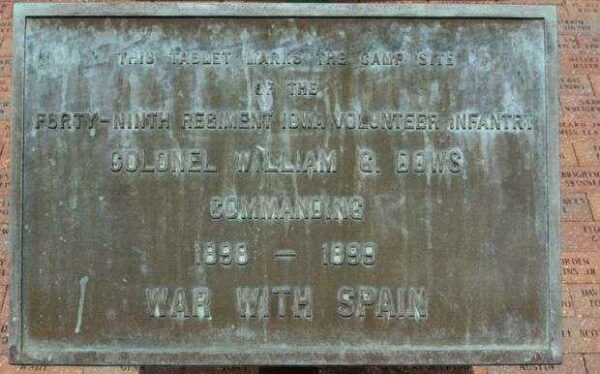 THIS TABLET MARKS THE CAMP SITE
OF THE
FORTY-NINTH REGIMENT IOWA VOLUNTEER INFANTRY
COLONEL WILLIAM G. DOWS
COMMANDING
1898 — 1899
WAR WITH SPAIN
AUSTIN